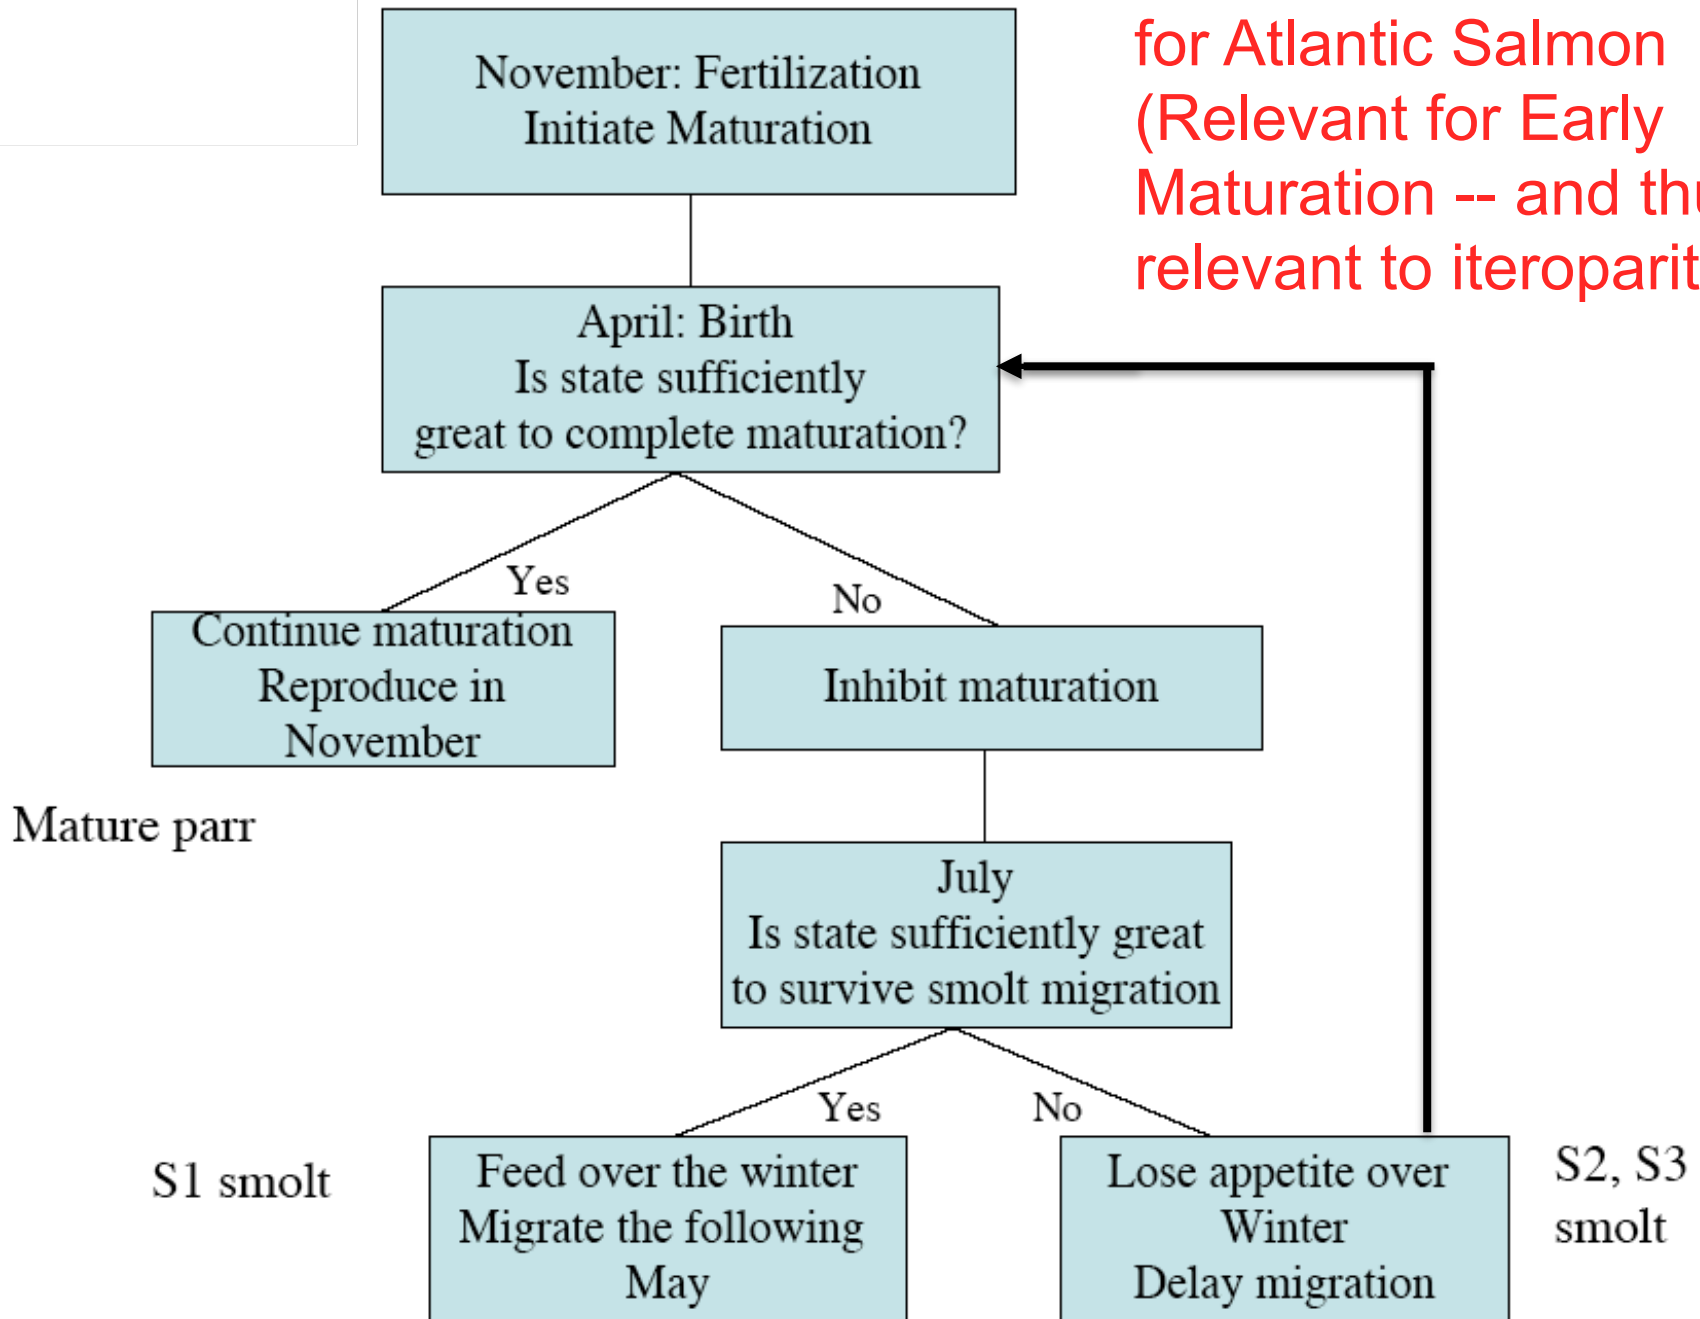 for Atlantic Salmon
(Relevant for Early
Maturation -- and
relevant to
November: Fertilization
Initiate Maturation
April: Birth
Is state sufficiently
great to complete maturation?
Yes
No
Continue maturation
Reproduce in
November
Inhibit maturation
Mature parr
July
Is state sufficiently great
to survive smolt migration
Yes
No
S1 smolt
Feed over the winter
Migrate the following
May
Lose appetite over
Winter
Delay migration
S2, S3
smolt